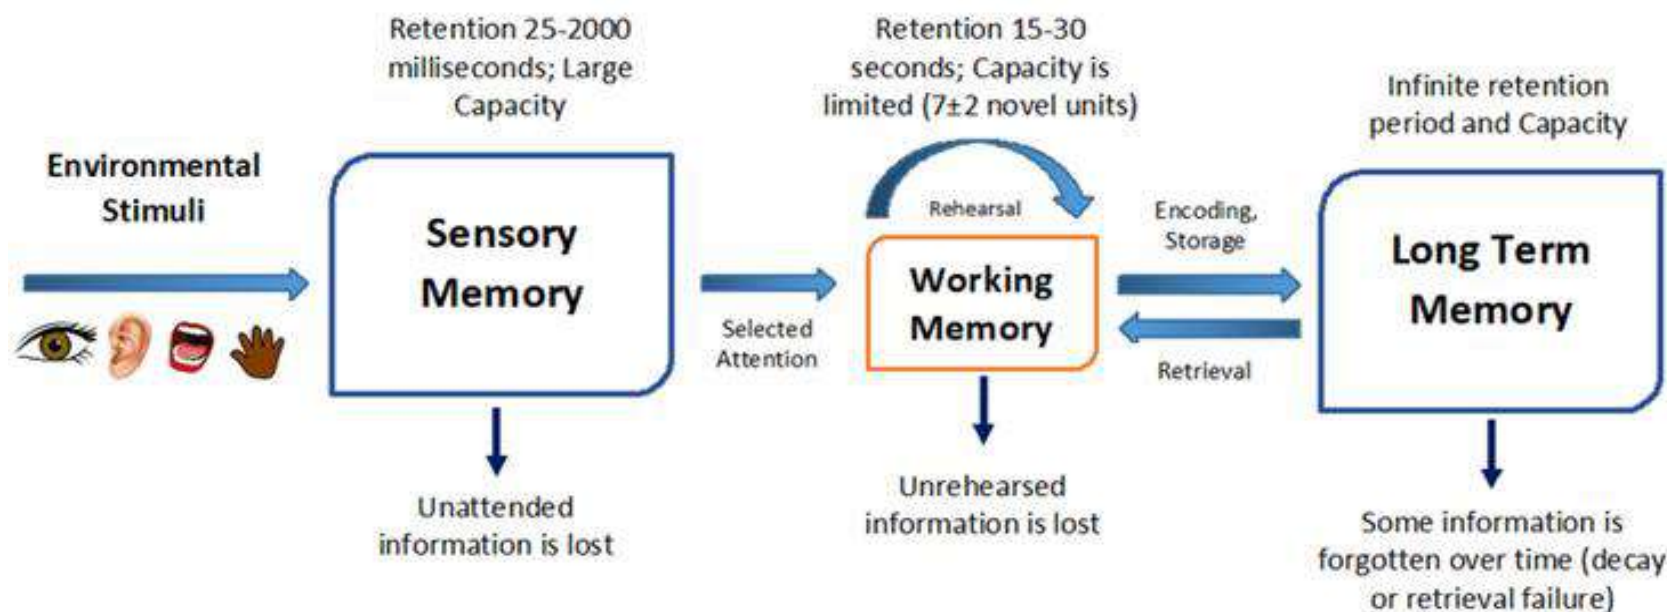 Retention 25-2000
milliseconds; Large
Capacity
Retention 15-30
seconds; Capacity is
limited (7±2 novel units)
Infinite retention
period and Capacity
Environmental
Stimuli
Sensory
Memory
Selected
Attention
Rehearsal
Working
Memory
Encoding,
Storage
Retrieval
Long Term
Memory
Unattended
information is lost
Unrehearsed
information is lost
Some information is
forgotten over time (decay
or retrieval failure)